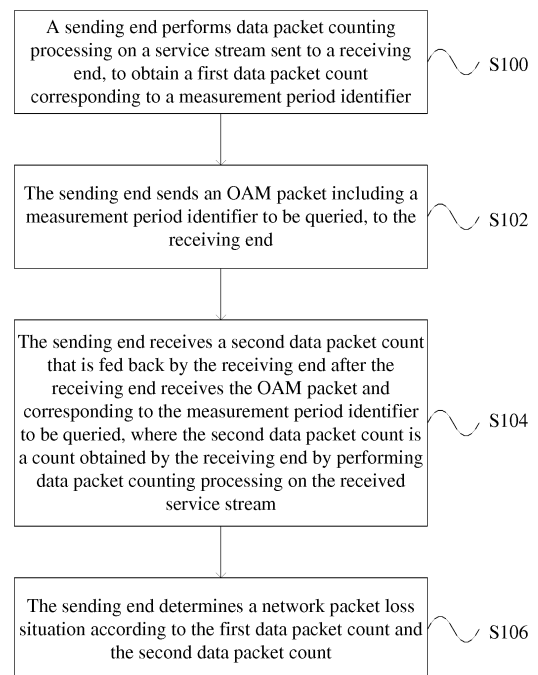 A sending end performs data packet counting
processing on a service stream sent to a receiving
end, to obtain a first data packet count
corresponding to a measurement period identifier
S100
The sending end sends an OAM packet including a
measurement period identifier to be queried, to the
receiving end
S102
The sending end receives a second data packet count
that is fed back by the receiving end after the
receiving end receives the OAM packet and
corresponding to the measurement period identifier
to be queried, where the second data packet count is
a count obtained by the receiving end by performing
data packet counting processing on the received
service stream
S104
The sending end determines a network packet loss
situation according to the first data packet count and
the second data packet count
S106